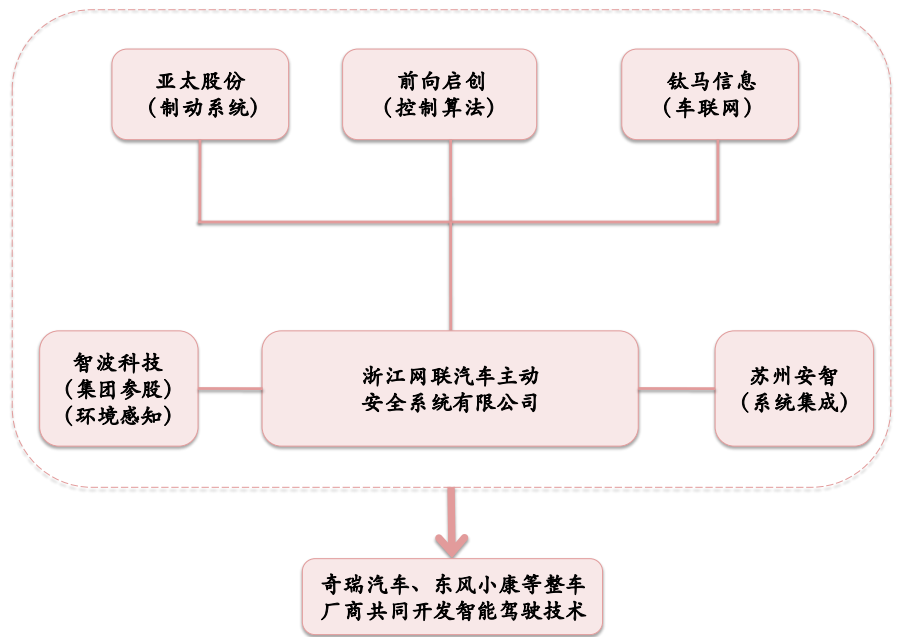 亚太股份
（制动系统）
前向启创
（控制算法）
钛马信息
（车联网）
智波科技
（集团参股）
（环境感知）
浙江网联汽车主动
安全系统有限公司
苏州安智
（系统集成）
奇瑞汽车、东风小康等整车
厂商共同开发智能驾驶技术